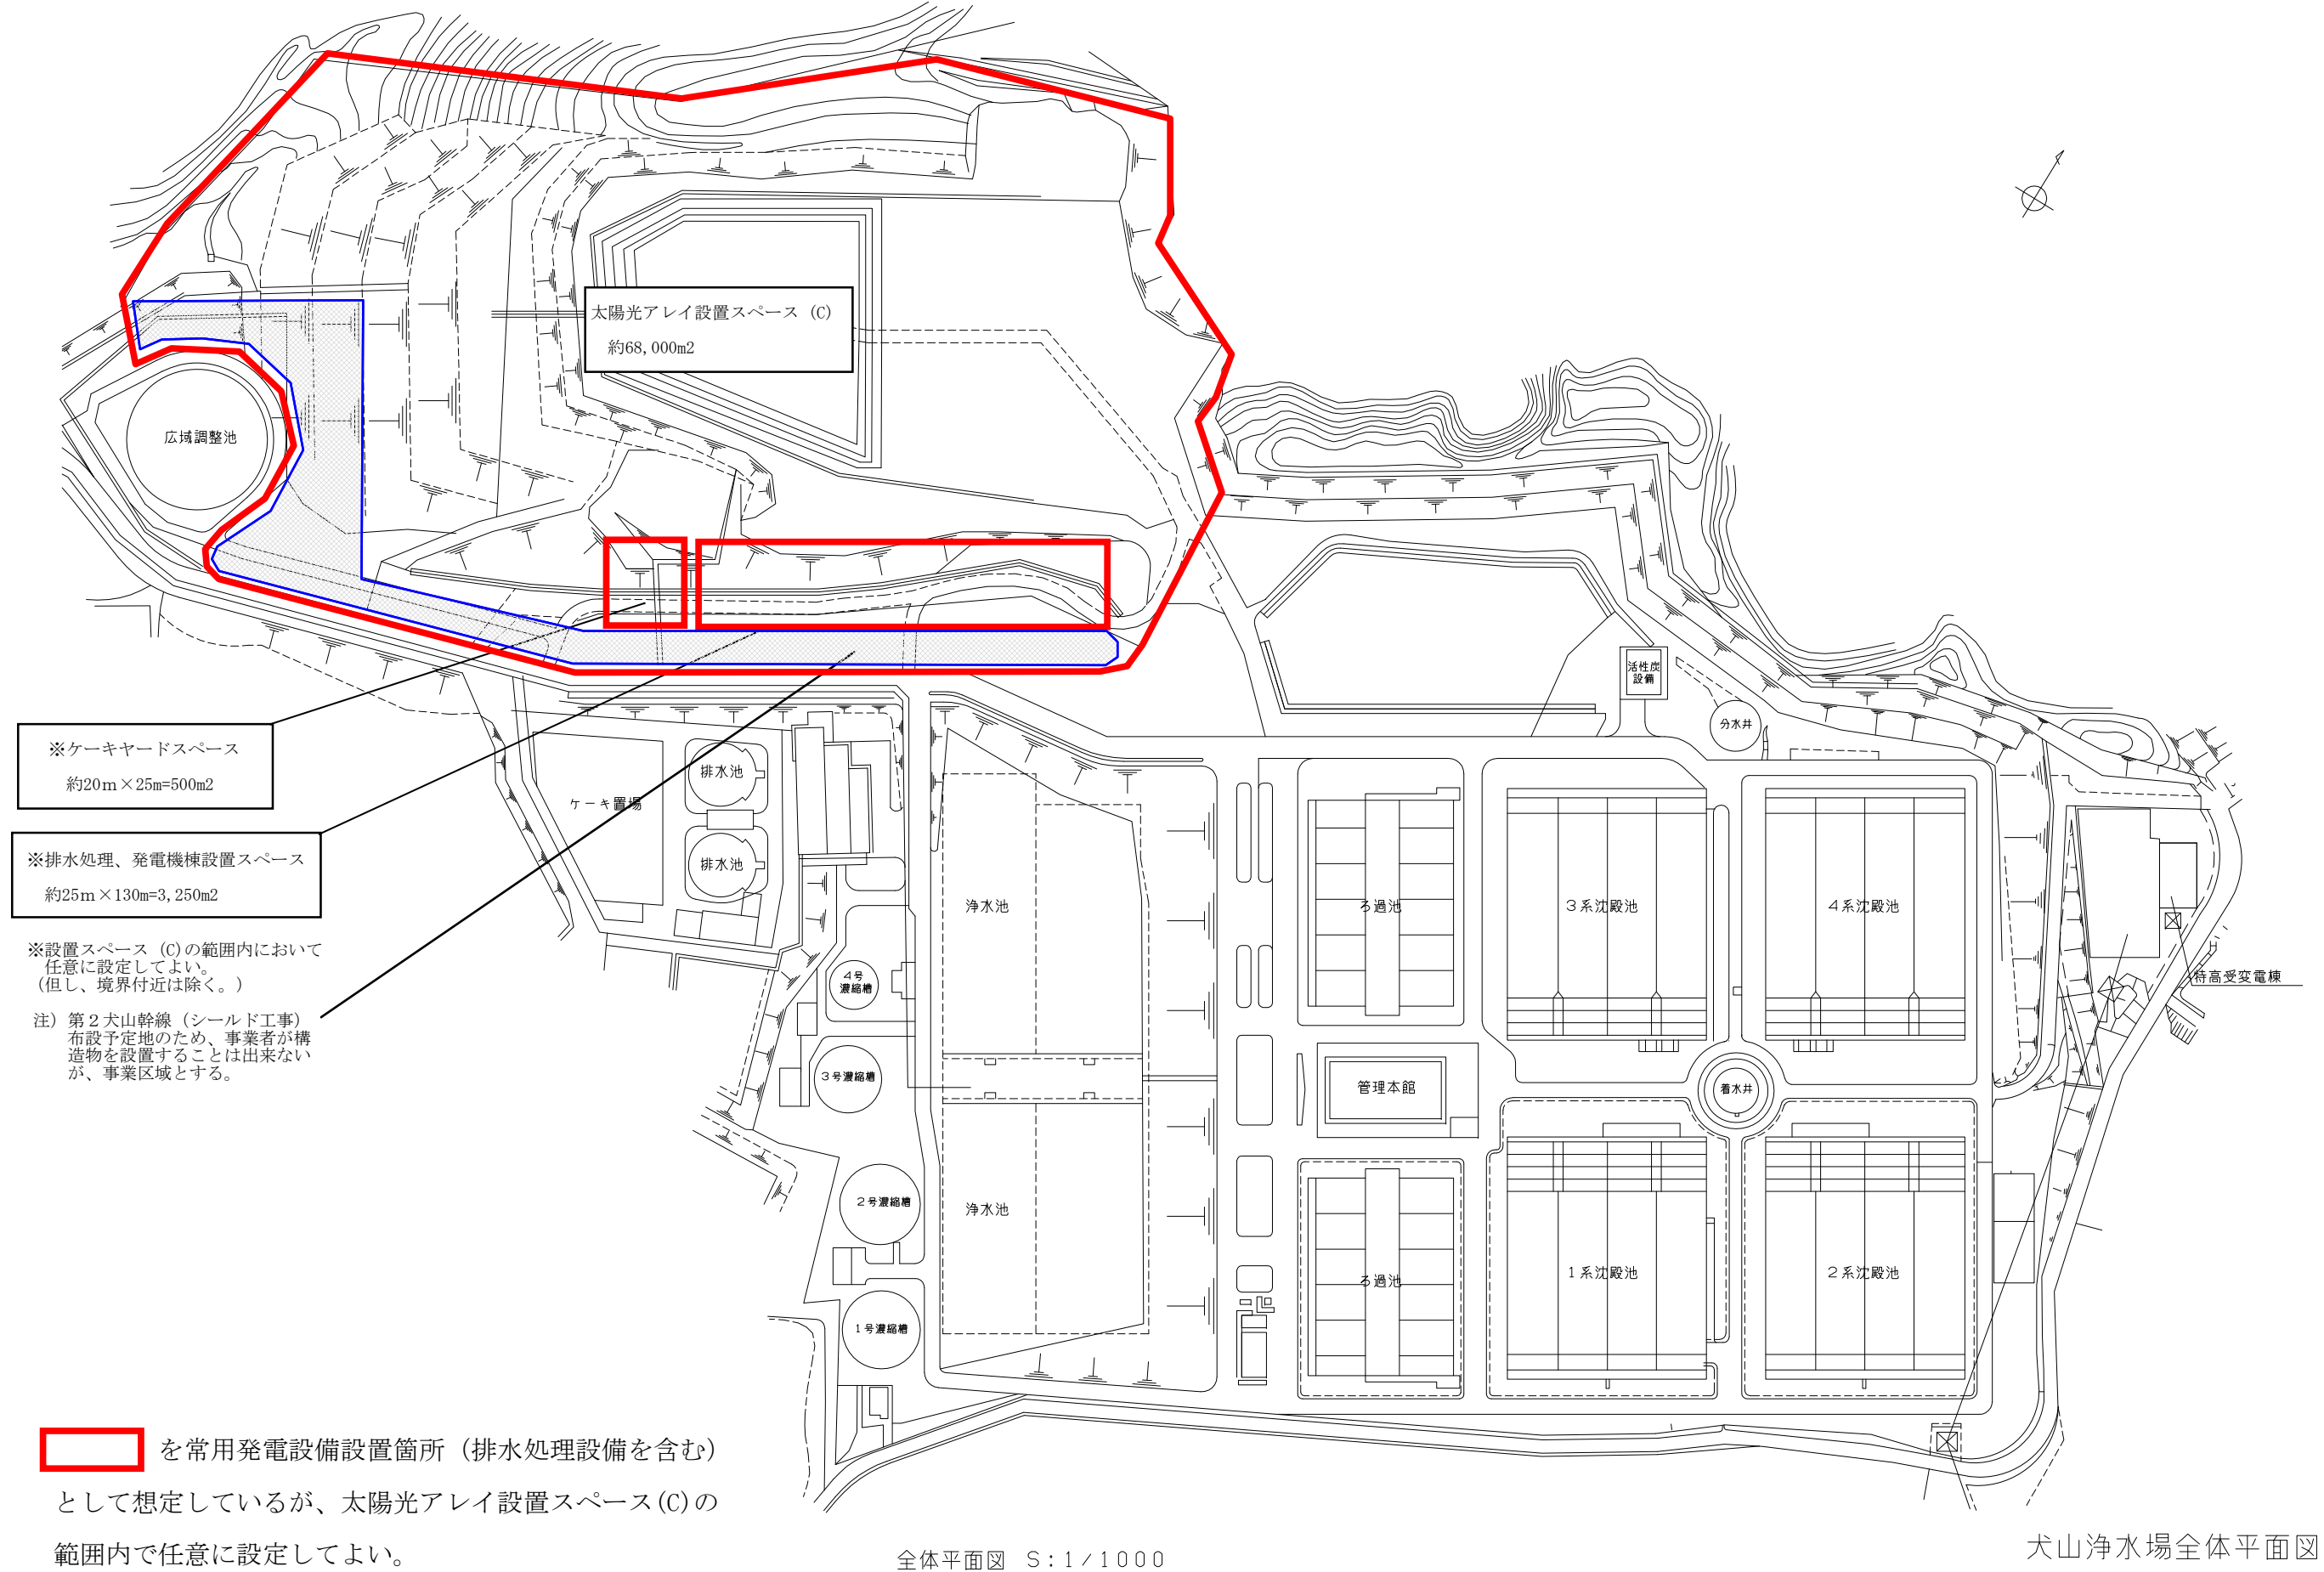 太陽光アレイ設置スペース（C）
約68,000m2
広域調整池
活性炭
設備
分水井
※ケーキヤードスペース
約20ｍ×25m=500m2
排水池
ケーキ置場
※排水処理、発電機棟設置スペース
約25ｍ×130m=3,250m2
排水池
浄水池
ろ過池
3系沈殿池
4系沈殿池
※設置スペース（C)の範囲内において
任意に設定してよい。
（但し、境界付近は除く。）
4号
濃縮槽
特高受変電棟
注）第２犬山幹線（シールド工事）
布設予定地のため、事業者が構
造物を設置することは出来ない
が、事業区域とする。
3号濃縮槽
管理本館
着水井
2号濃縮槽
浄水池
ろ過池
1系沈殿池
2系沈殿池
1号濃縮槽
を常用発電設備設置箇所（排水処理設備を含む）
として想定しているが、太陽光アレイ設置スペース(C)の
範囲内で任意に設定してよい。
全体平面図 S:1/1000
犬山浄水場全体平面図